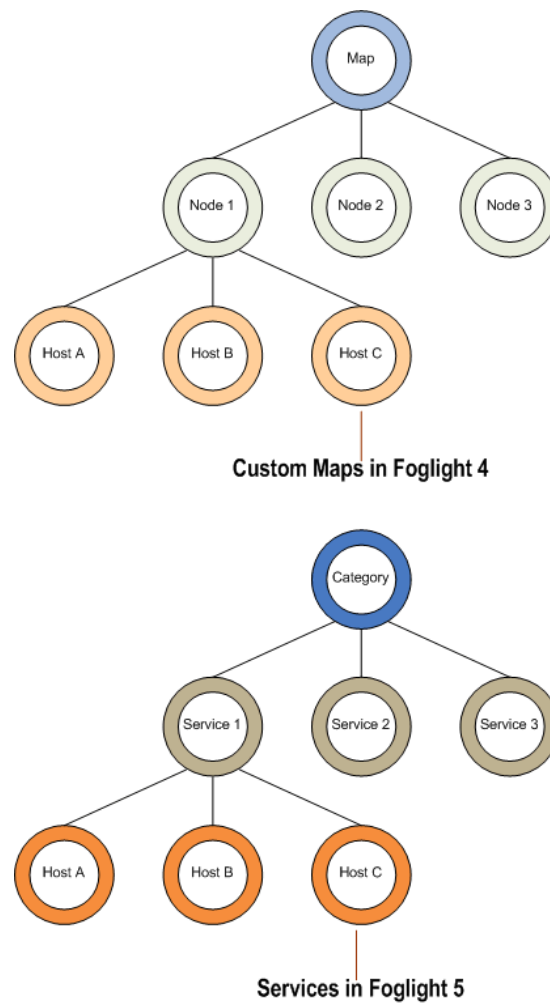 Map
Node 1
Node 2
Node 3
Host A
Host B
Host C
Custom Maps in Foglight 4
Category
Service 1
Service 2
Service 3
Host A
Host B
Host C
Services in Foglight 5